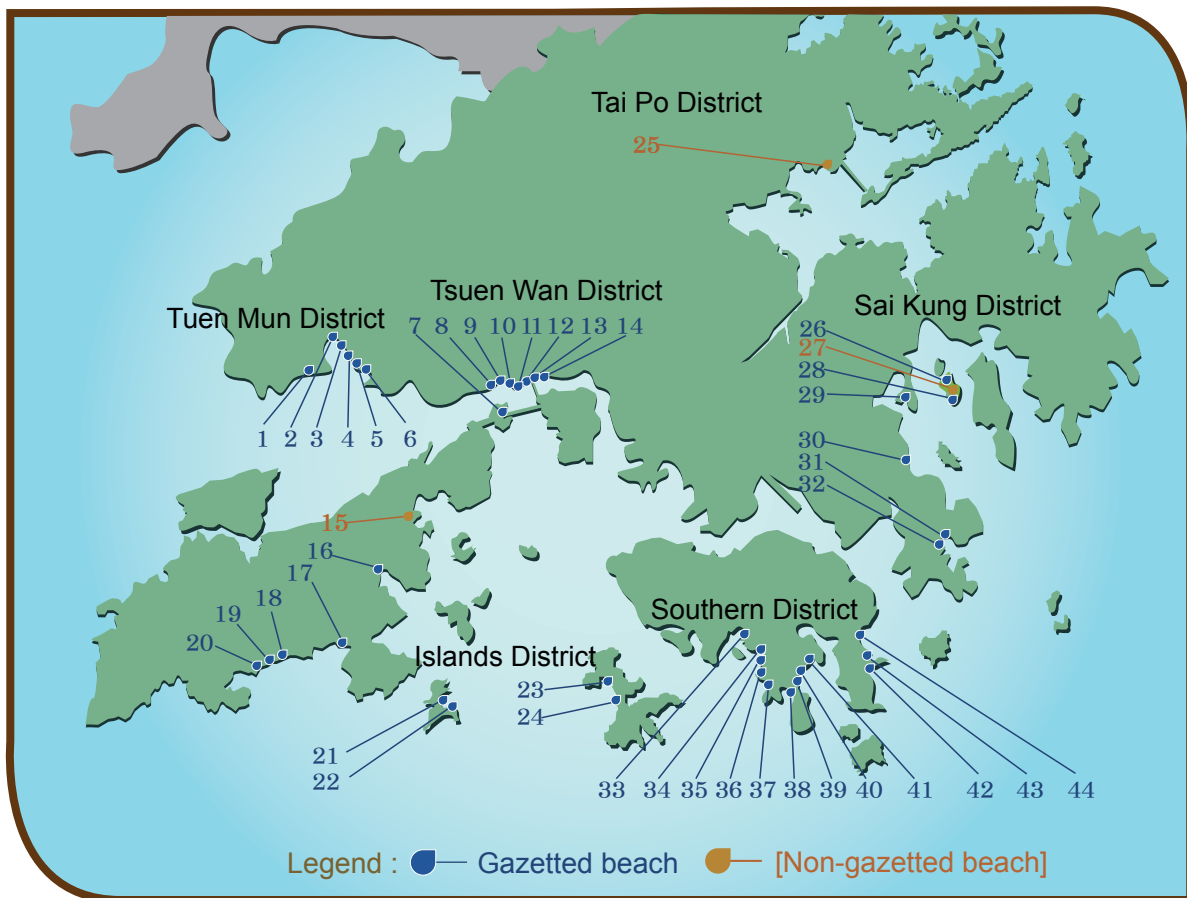 Tai Po District
25
Tsuen Wan District
Sai Kung District
Tuen Mun District
7 8 9 10 11 12 13 14
26
27
28
29
1 2 3 4 5 6
30
31
32
15
16
17
18
19
20
Southern District
Islands District
23
24
21
22
33 34 35 36 37 38 39 40 41 42 43 44
Legend : Gazetted beach [Non-gazetted beach]